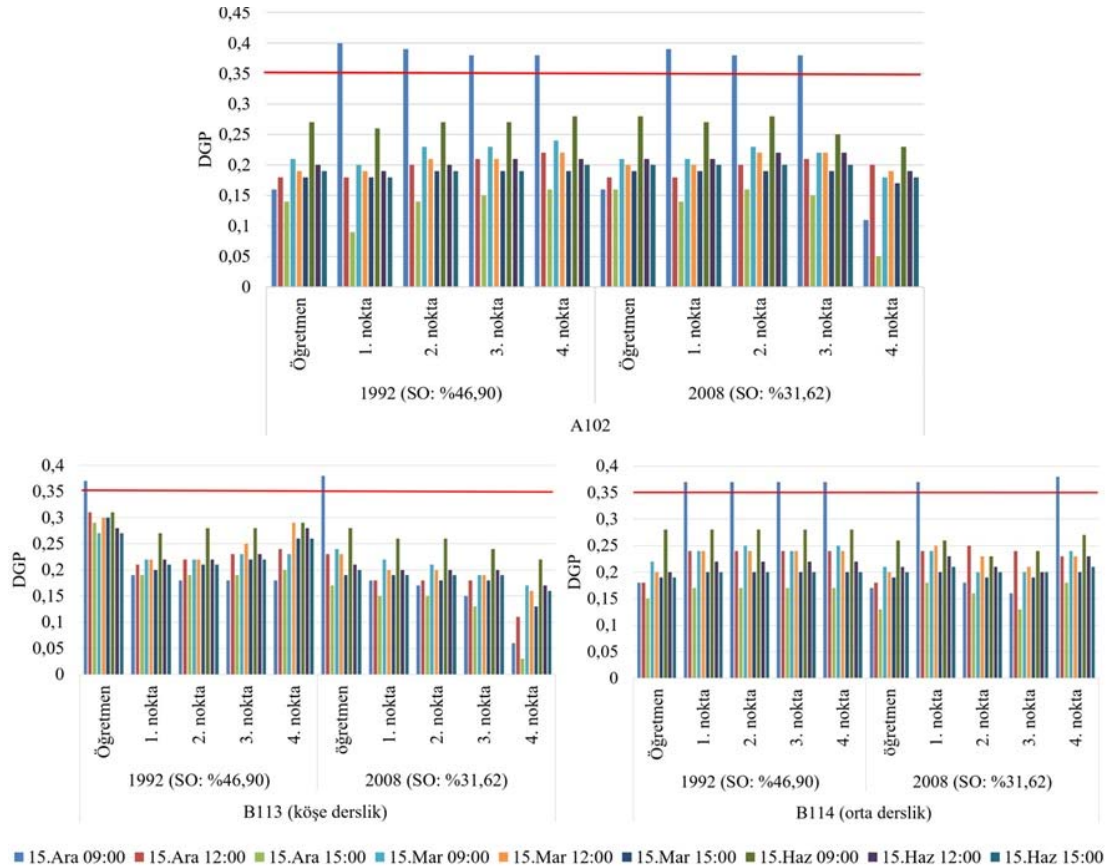 0,45
0,4
0,35
0,3
0,25
0,2
0,15
0,1
0,05
0
DGP
Öğretmen
1. nokta
2. nokta
3. nokta
4. nokta
Öğretmen
1. nokta
2. nokta
3. nokta
4. nokta
1992 (SO: %46,90)
2008 (SO: %31,62)
A102
0,4
0,35
0,3
0,25
0,2
0,15
0,1
0,05
0
DGP
Öğretmen
1. nokta
2. nokta
3. nokta
4. nokta
öğretmen
1. nokta
2. nokta
3. nokta
4. nokta
1992 (SO: %46,90)
2008 (SO: %31,62)
B113 (köşe derslik)
0,4
0,35
0,3
0,25
0,2
0,15
0,1
0,05
0
DGP
Öğretmen
1. nokta
2. nokta
3. nokta
4. nokta
öğretmen
1. nokta
2. nokta
3. nokta
4. nokta
1992 (SO: %46,90)
2008 (SO: %31,62)
B114 (orta derslik)
15.Ara 09:00 15.Ara 12:00 15.Ara 15:00 15.Mar 09:00 15.Mar 12:00 15.Mar 15:00 15.Haz 09:00 15.Haz 12:00 15.Haz 15:00